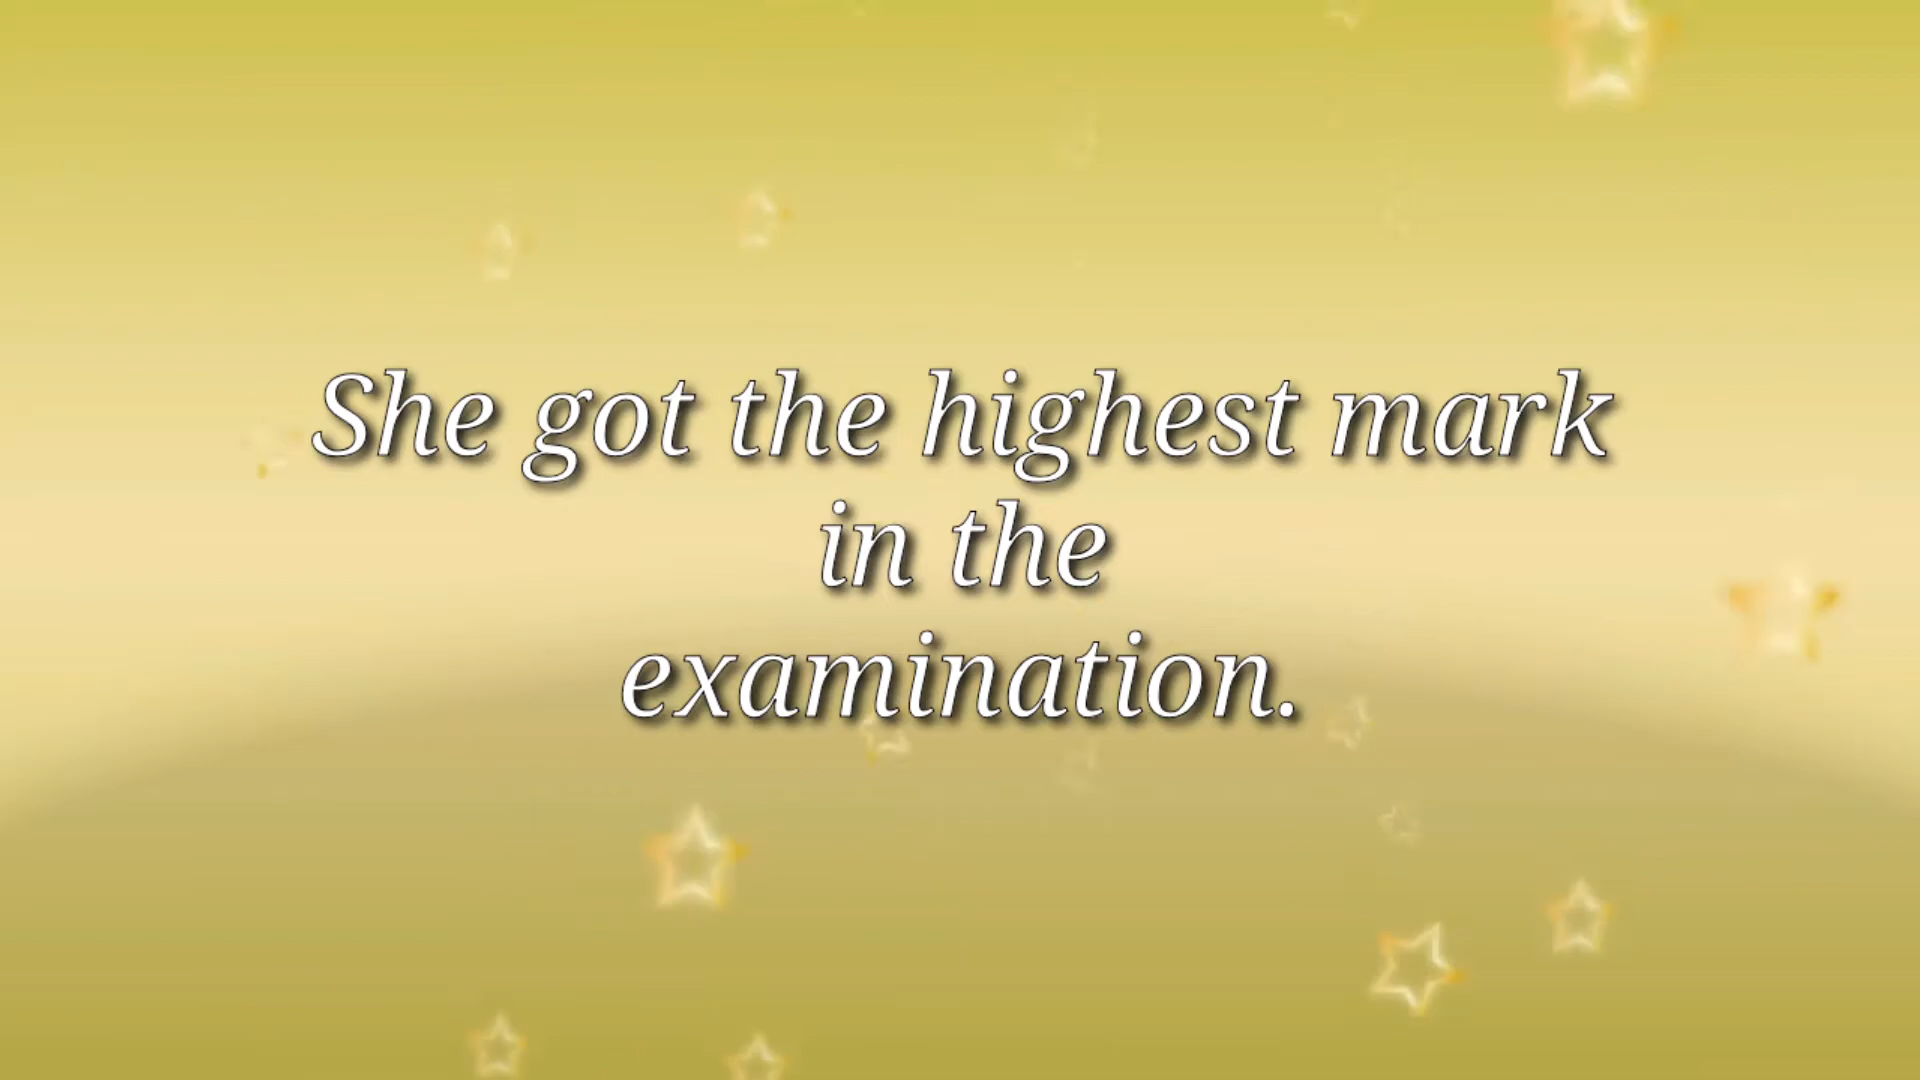 She got the highest mark
in the
examination.